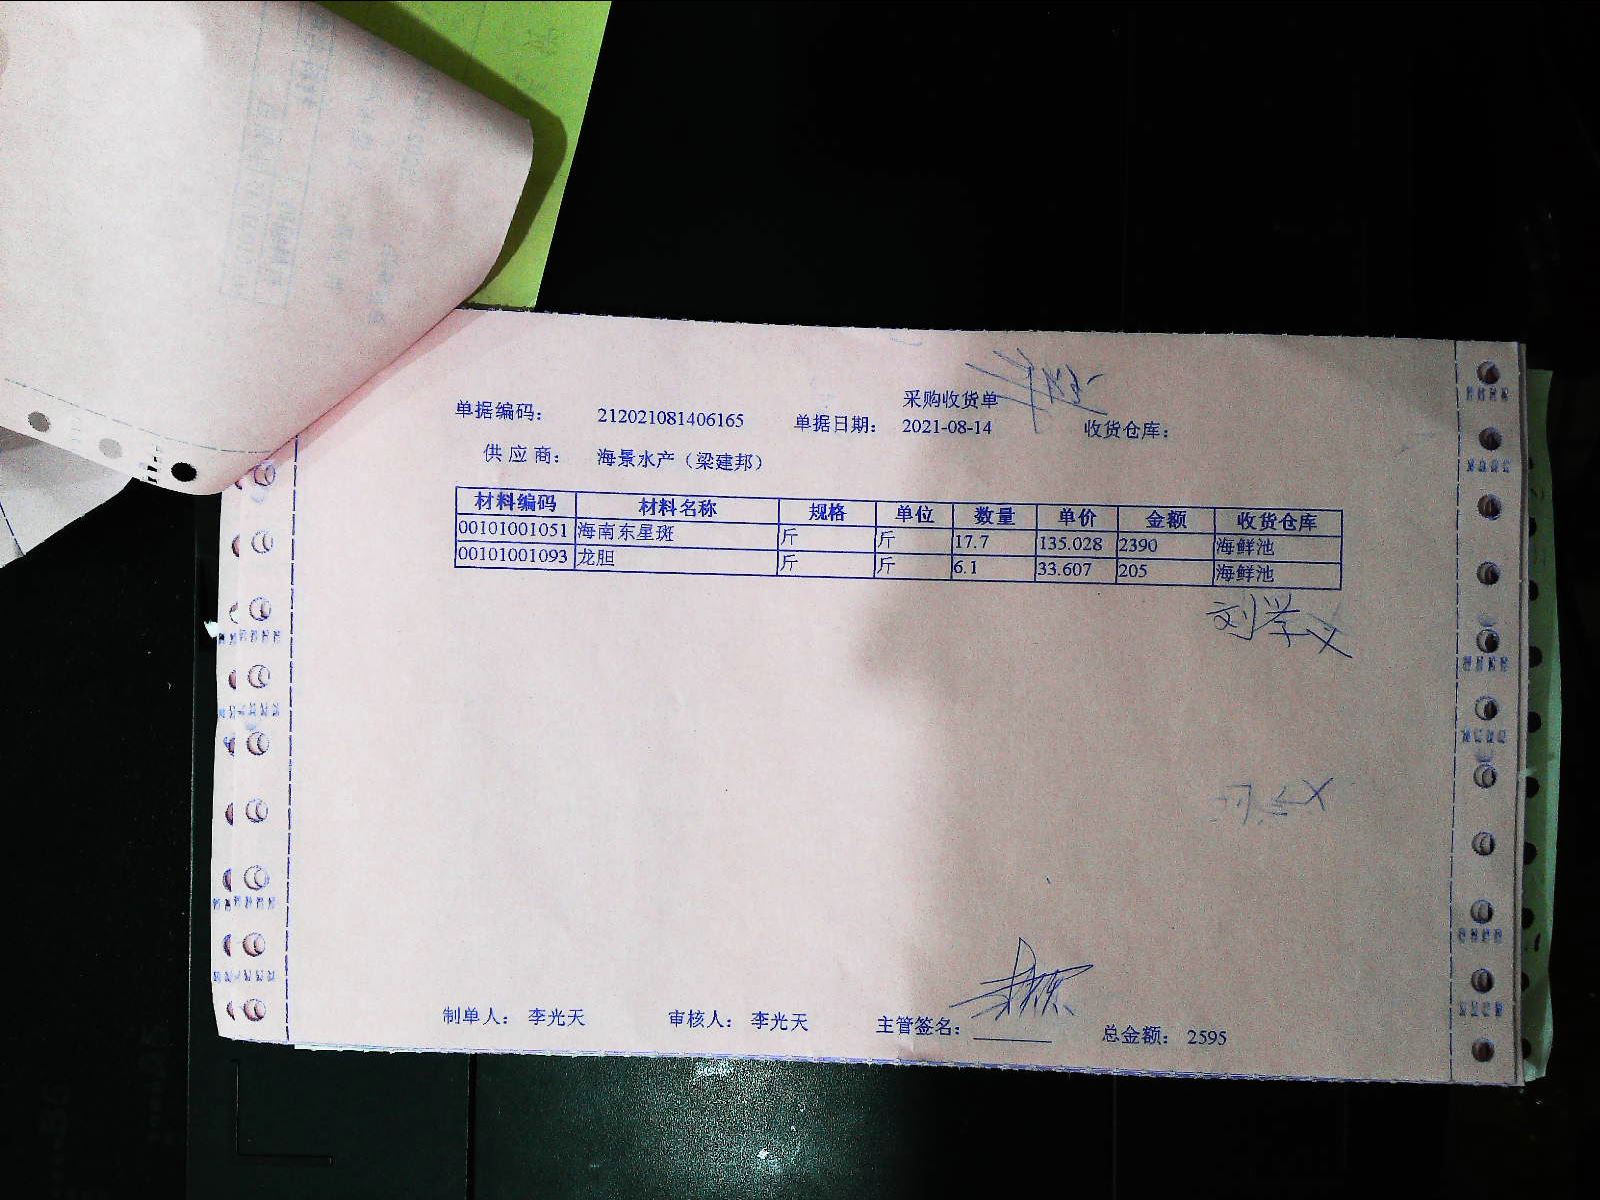 采购收货单
单据编码： 212021081406165 单据日期： 2021-08-14 收货仓库：
供应商： 海景水产（梁建邦）
材料编码 材料名称 规格 单位 数量 单价 金额 收货仓库
00101001051 海南东星斑 斤 斤 17.7 135.028 2390 海鲜池
00101001093 龙胆 斤 斤 6.1 33.607 205 海鲜池
刘学义
制单人： 李光天 审核人： 李光天 主管签名： 总金额： 2595